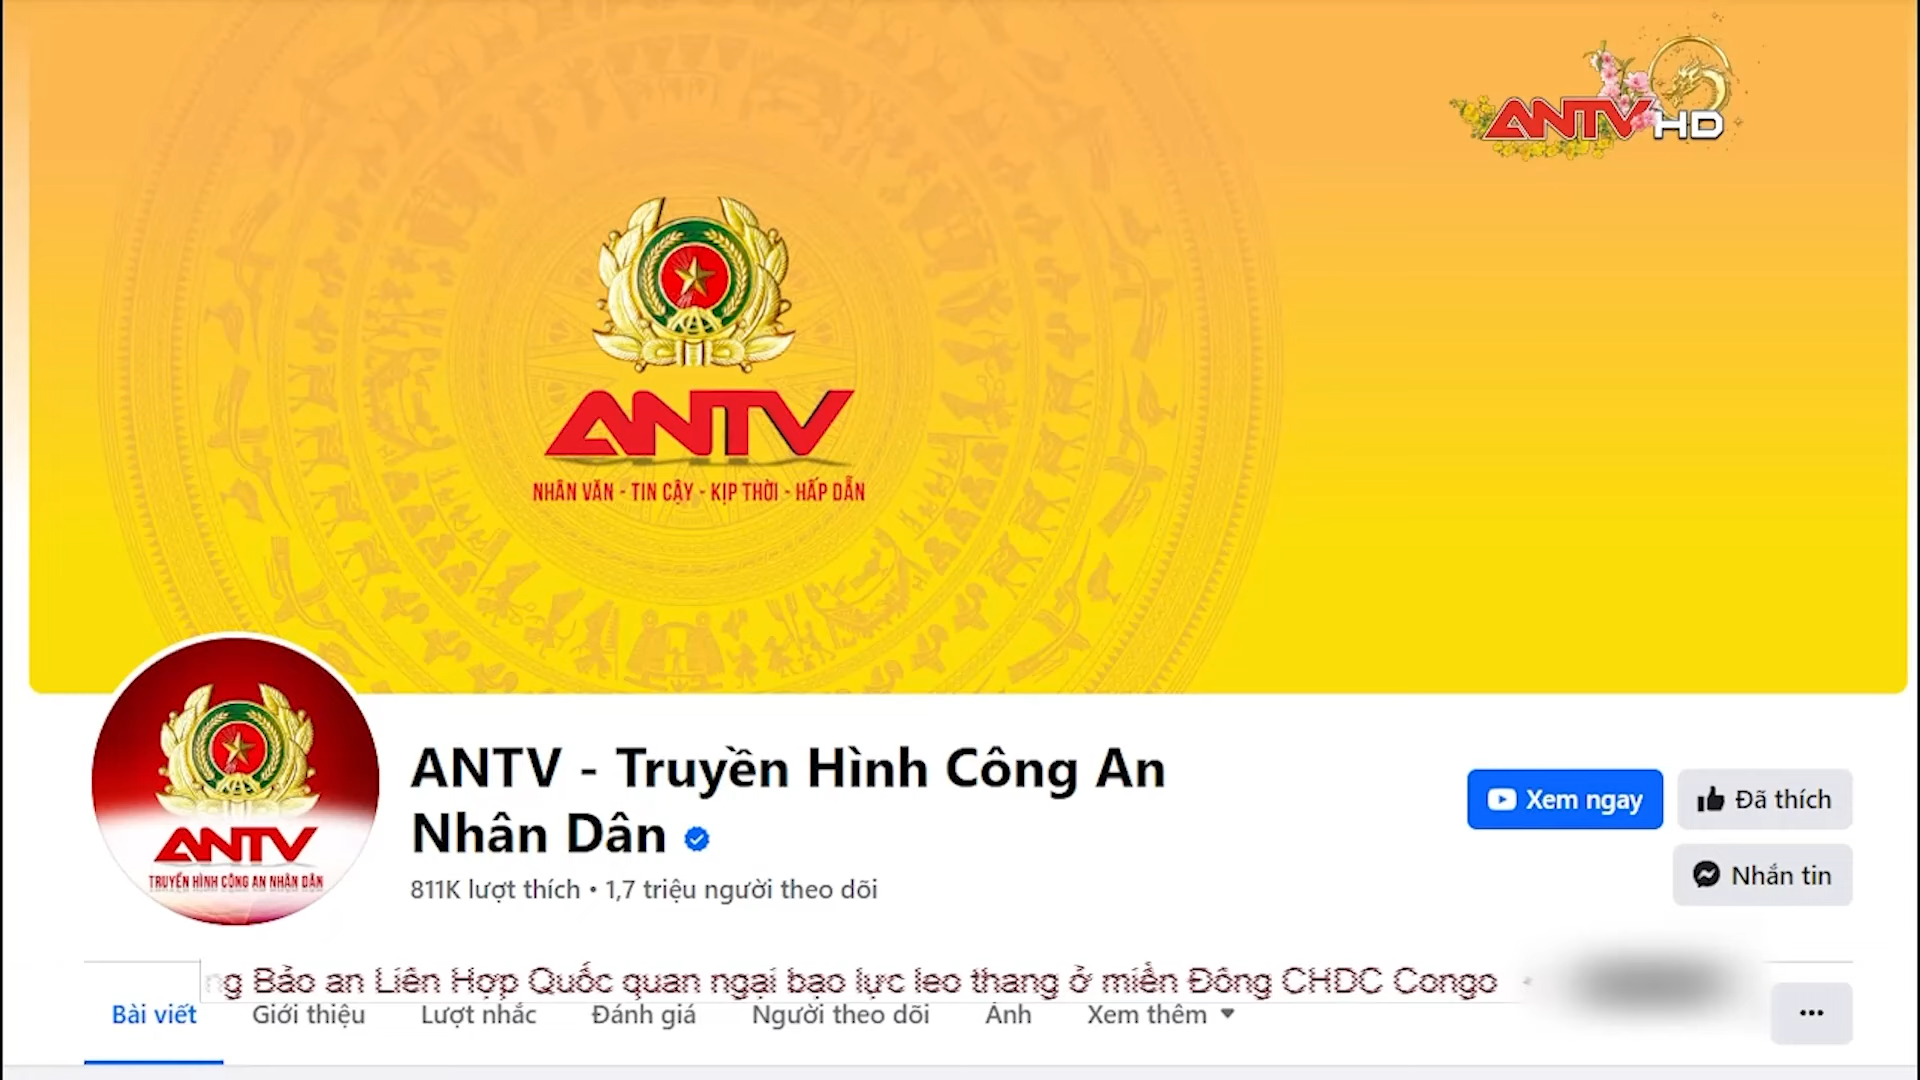 ANTV HD
ANTV
NHÂN VĂN - TIN CẬY - KỊP THỜI - HẤP DẪN
ANTV
TRUYỀN HÌNH CÔNG AN NHÂN DÂN
ANTV - Truyền Hình Công An
Nhân Dân
811K lượt thích • 1,7 triệu người theo dõi
Xem ngay
Đã thích
Nhắn tin
ng Bảo an Liên Hợp Quốc quan ngại bạo lực leo thang ở miền Đông CHDC Congo
Bài viết Giới thiệu Lượt nhắc Đánh giá Người theo dõi Ảnh Xem thêm